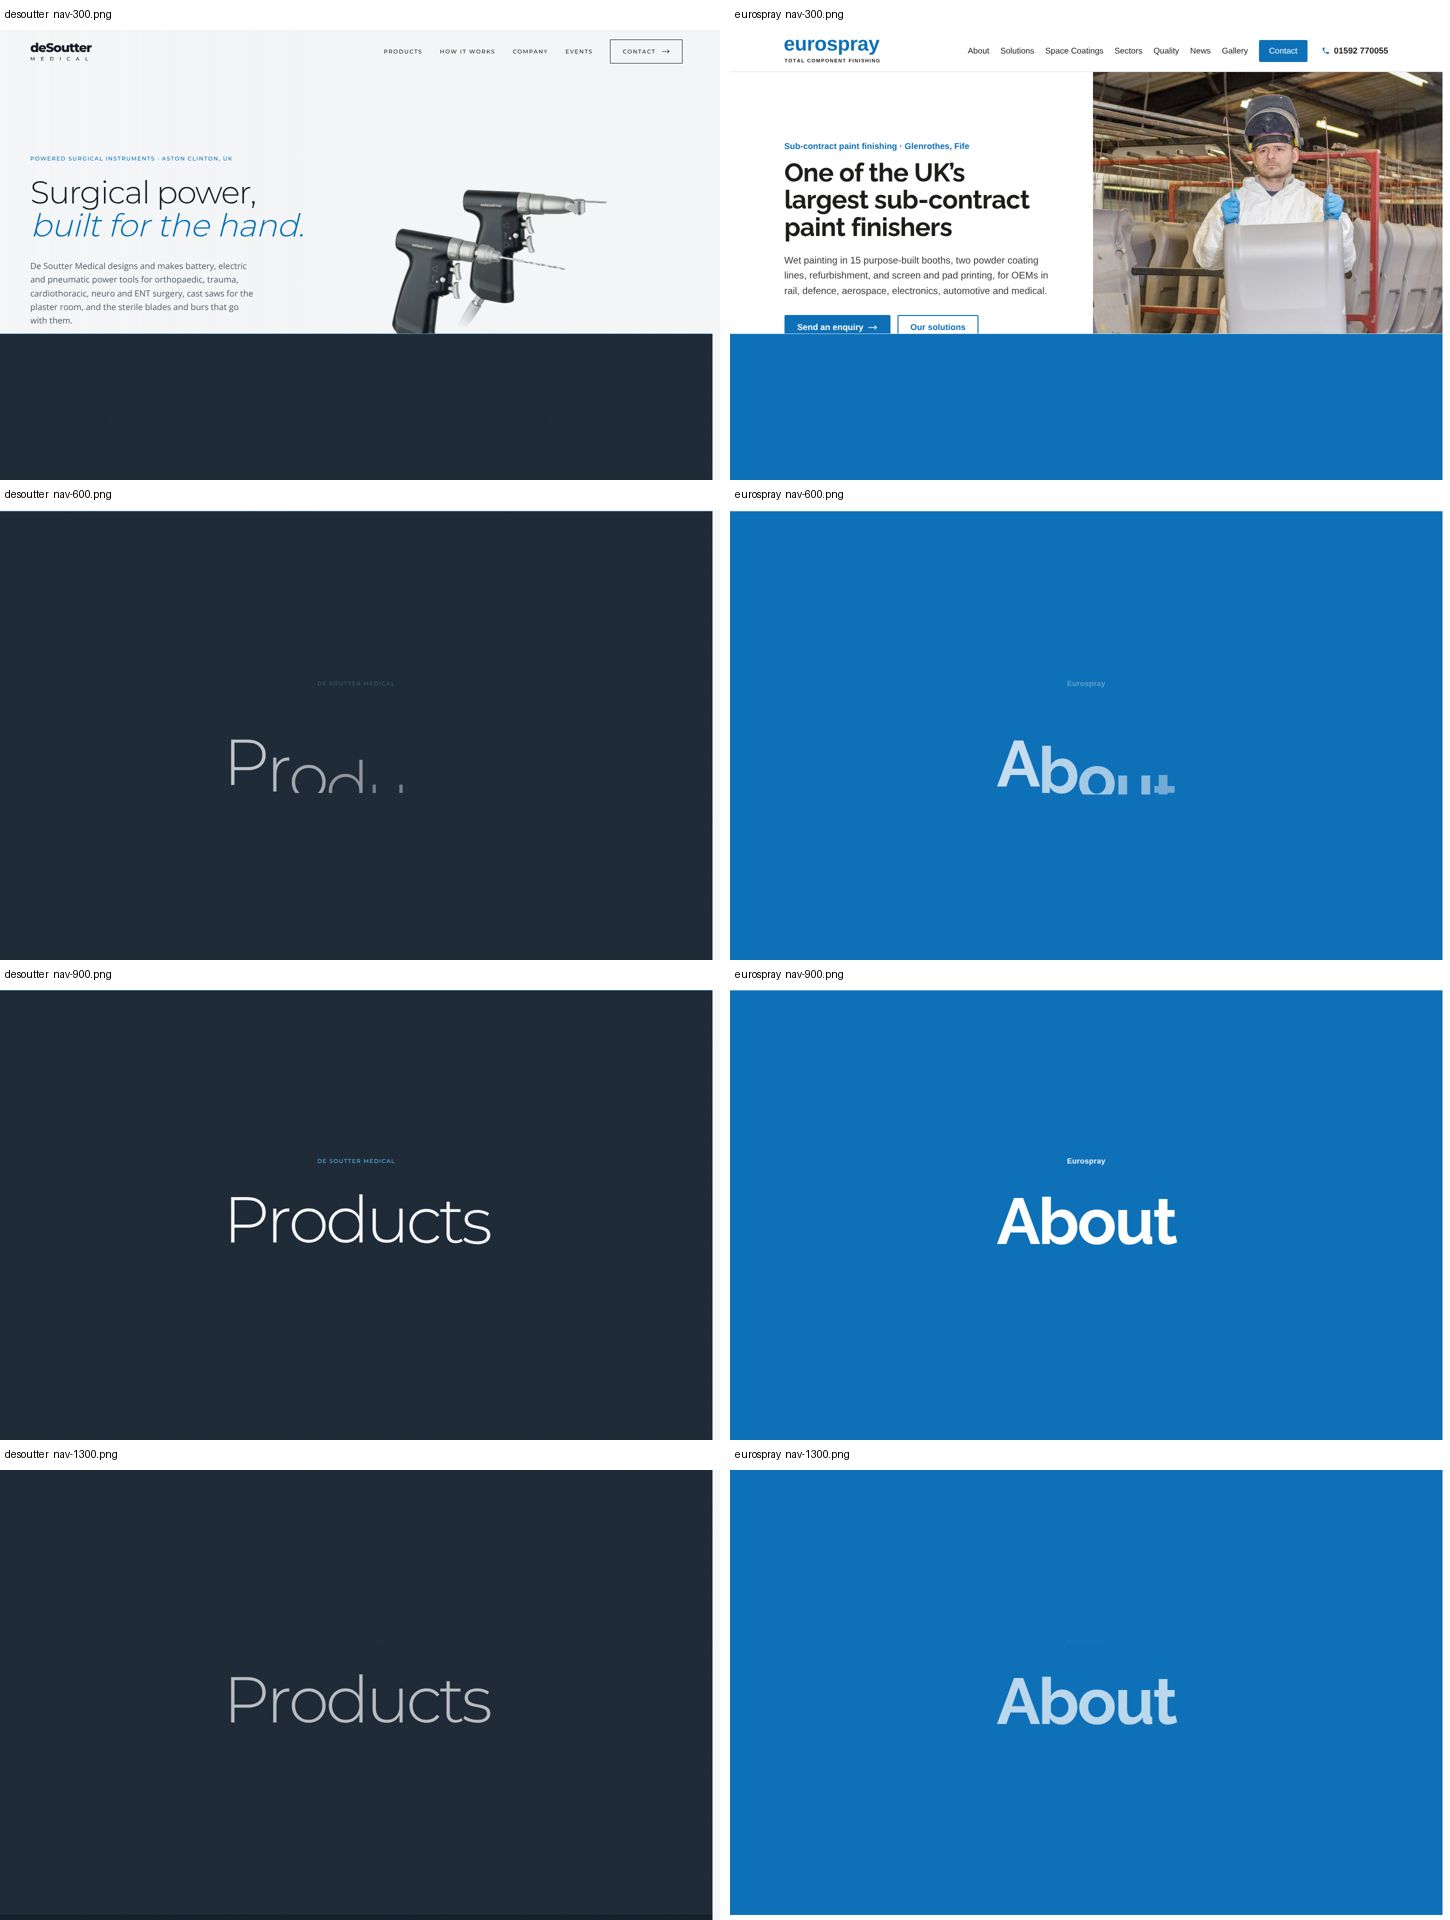 desoutter nav-300.png
deSoutter
MEDICAL
PRODUCTS HOW IT WORKS COMPANY EVENTS CONTACT →
POWERED SURGICAL INSTRUMENTS · ASTON CLINTON, UK
Surgical power,
built for the hand.
De Soutter Medical designs and makes battery, electric
and pneumatic power tools for orthopaedic, trauma,
cardiothoracic, neuro and ENT surgery, cast saws for the
plaster room, and the sterile blades and burs that go
with them.
eurospray nav-300.png
eurospray
TOTAL COMPONENT FINISHING
About Solutions Space Coatings Sectors Quality News Gallery Contact 01592 770055
Sub-contract paint finishing · Glenrothes, Fife
One of the UK's
largest sub-contract
paint finishers
Wet painting in 15 purpose-built booths, two powder coating
lines, refurbishment, and screen and pad printing, for OEMs in
rail, defence, aerospace, electronics, automotive and medical.
Send an enquiry → Our solutions
desoutter nav-600.png
DE SOUTTER MEDICAL
Produ
eurospray nav-600.png
Eurospray
About
desoutter nav-900.png
DE SOUTTER MEDICAL
Products
eurospray nav-900.png
Eurospray
About
desoutter nav-1300.png
Products
eurospray nav-1300.png
About